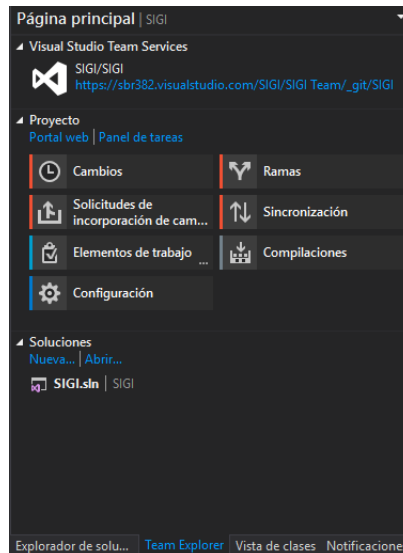 Página principal | SIGI
Visual Studio Team Services
SIGI/SIGI
https://sbr382.visualstudio.com/SIGI/SIGI Team/_git/SIGI
Proyecto
Portal web | Panel de tareas
Cambios
Ramas
Solicitudes de
incorporación de cam...
Sincronización
Elementos de trabajo ...
Compilaciones
Configuración
Soluciones
Nueva... | Abrir...
SIGI.sln | SIGI
Explorador de solu... Team Explorer Vista de clases Notificacione